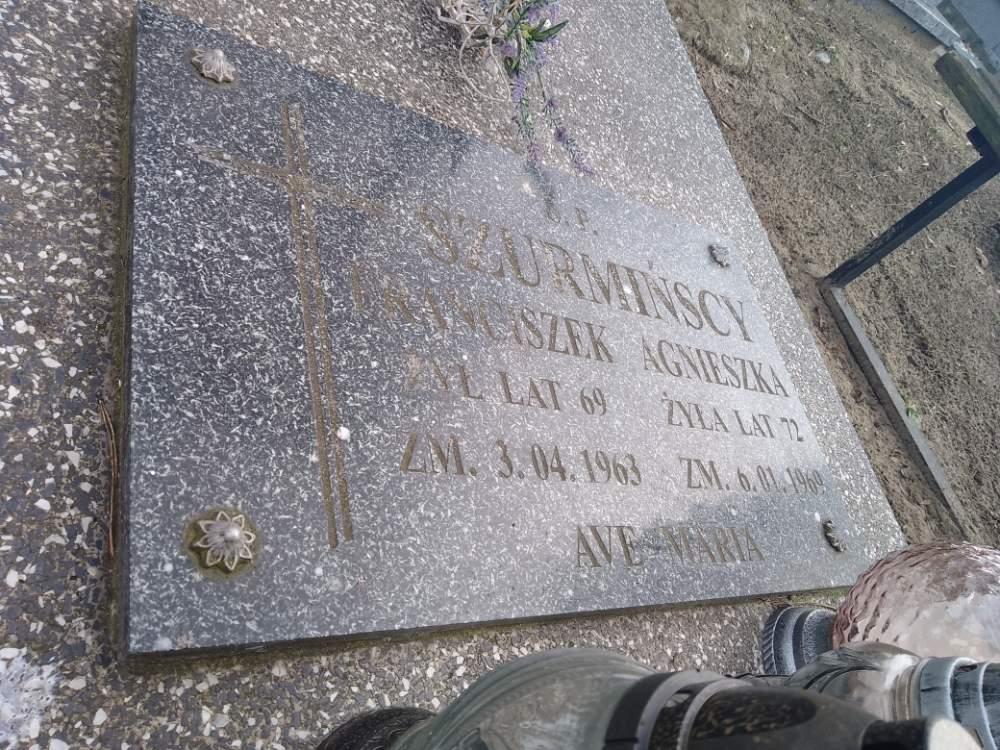 Ś. P.
SZURMIŃSCY
FRANCISZEK AGNIESZKA
ŻYŁ LAT 69 ŻYŁA LAT 72
ZM. 3.04.1963 ZM. 6.01.1969
AVE MARIA